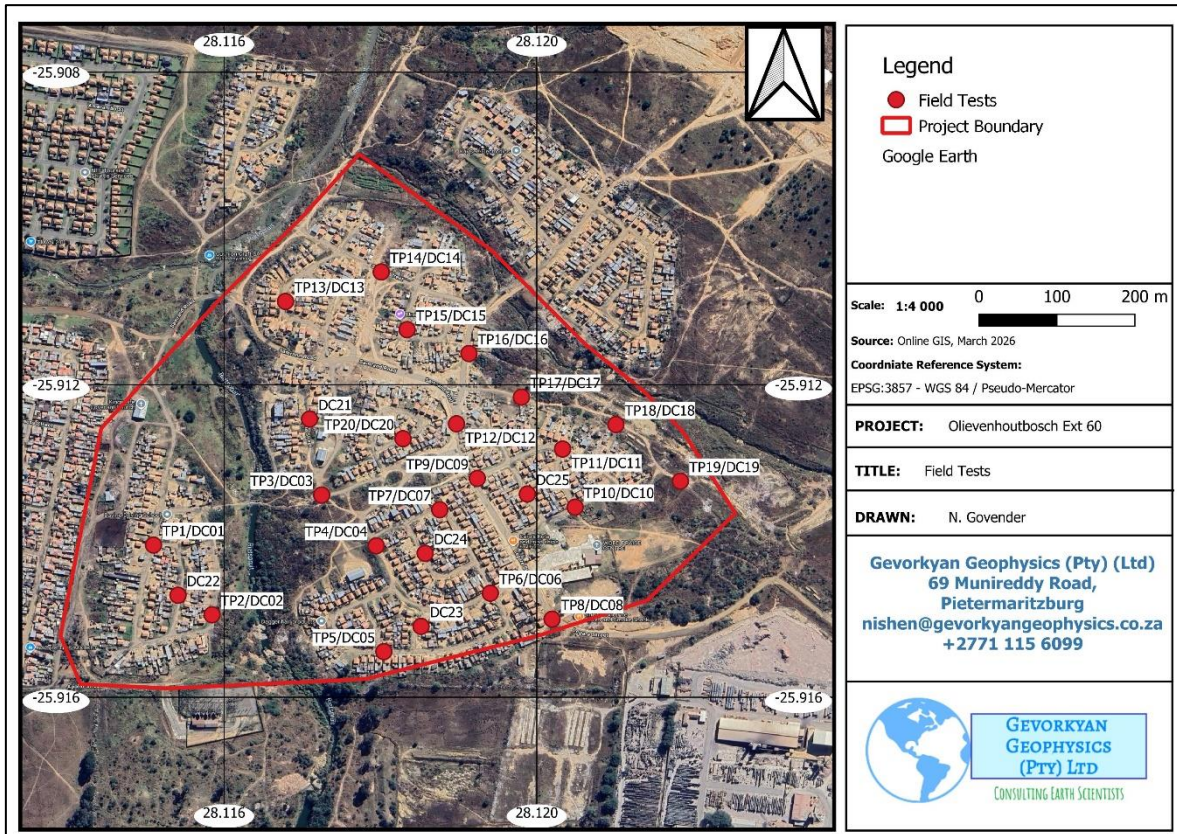 28.116
28.120
-25.908
TP14/DC14
TP13/DC13
TP15/DC15
TP16/DC16
-25.912
-25.912
TP17/DC17
DC21
TP18/DC18
TP20/DC20
TP12/DC12
TP11/DC11
TP9/DC09
TP19/DC19
TP3/DC03
TP7/DC07
DC25
TP10/DC10
TP1/DC01
TP4/DC04
DC24
DC22
TP2/DC02
TP6/DC06
TP8/DC08
DC23
TP5/DC05
-25.916
-25.916
28.116
28.120
Legend
Field Tests
Project Boundary
Google Earth
Scale: 1:4 000
0 100 200 m
Source: Online GIS, March 2026
Coordniate Reference System:
EPSG:3857 - WGS 84 / Pseudo-Mercator
PROJECT: Olievenhoutbosch Ext 60
TITLE: Field Tests
DRAWN: N. Govender
Gevorkyan Geophysics (Pty) (Ltd)
69 Munireddy Road,
Pietermaritzburg
nishen@gevorkyangeophysics.co.za
+2771 115 6099
GEVORKYAN
GEOPHYSICS
(PTY) LTD
CONSULTING EARTH SCIENTISTS